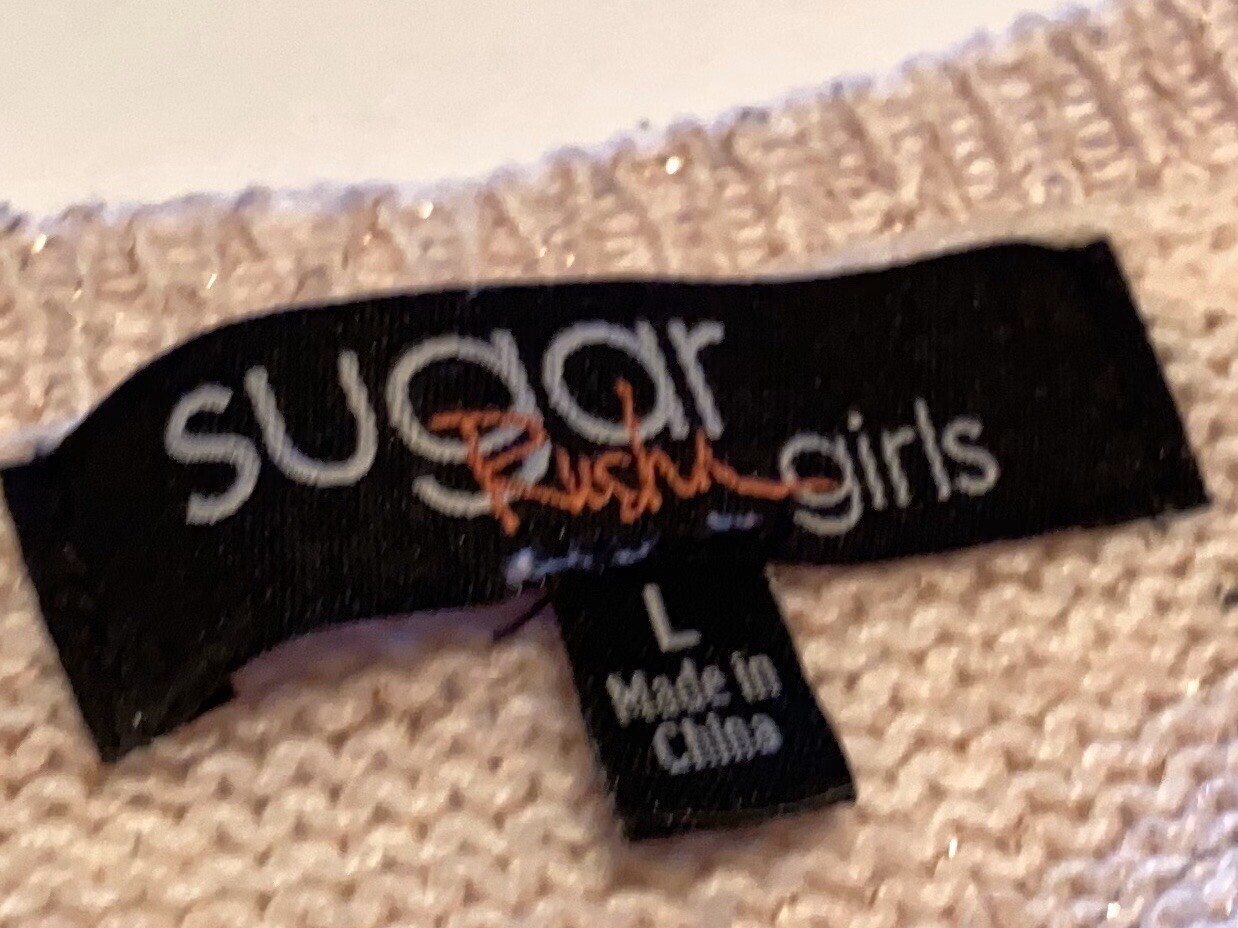 sugar
Rush girls
L
Made in
China